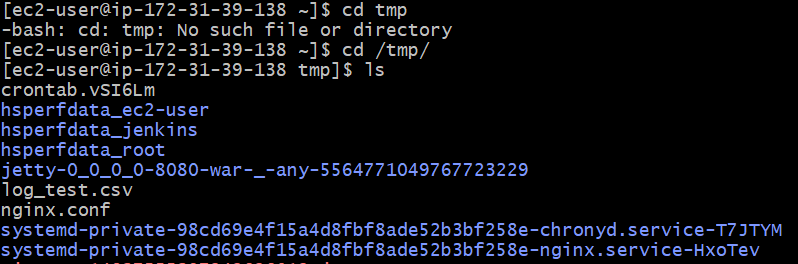 [ec2-user@ip-172-31-39-138 ~]$ cd tmp
-bash: cd: tmp: No such file or directory
[ec2-user@ip-172-31-39-138 ~]$ cd /tmp/
[ec2-user@ip-172-31-39-138 tmp]$ ls
crontab.vSI6Lm
hsperfdata_ec2-user
hsperfdata_jenkins
hsperfdata_root
jetty-0_0_0_0-8080-war-_-any-5564771049767723229
log_test.csv
nginx.conf
systemd-private-98cd69e4f15a4d8fbf8ade52b3bf258e-chronyd.service-T7JTYM
systemd-private-98cd69e4f15a4d8fbf8ade52b3bf258e-nginx.service-HxoTev